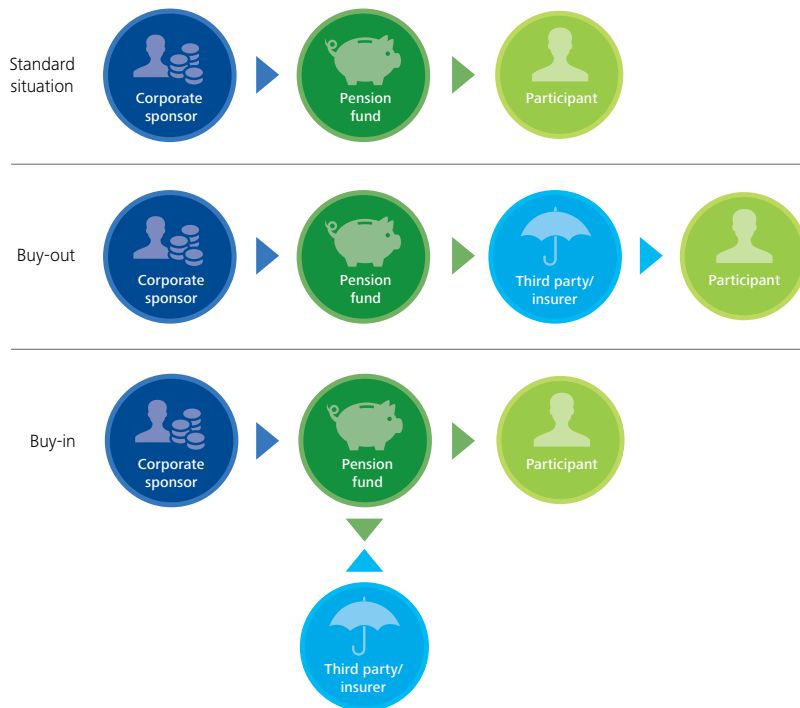 Standard
situation
Corporate
sponsor
Pension
fund
Participant
Buy-out
Corporate
sponsor
Pension
fund
Third party/
insurer
Participant
Buy-in
Corporate
sponsor
Pension
fund
Participant
Third party/
insurer